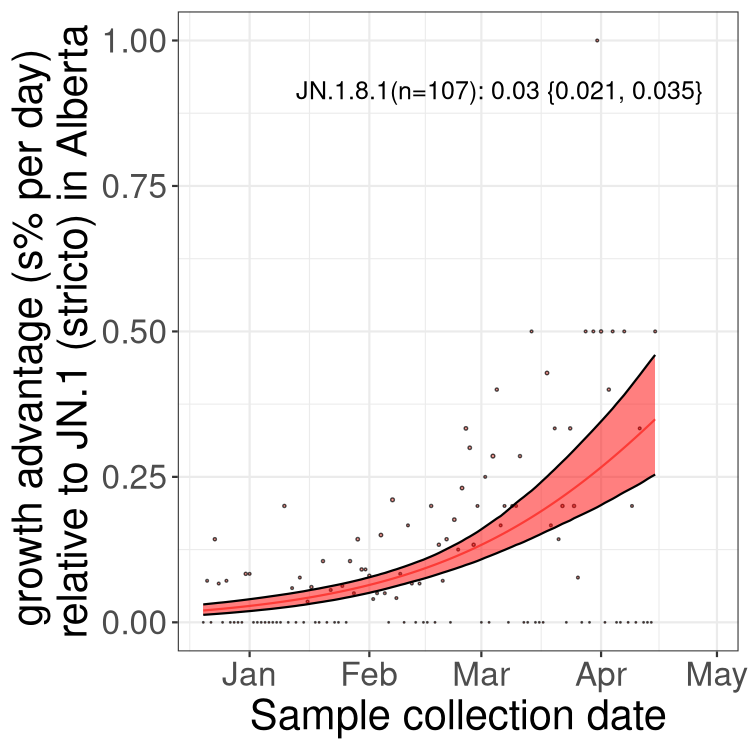 growth advantage (s% per day)
relative to JN.1 (stricto) in Alberta
1.00
0.75
0.50
0.25
0.00
JN.1.8.1(n=107): 0.03 {0.021, 0.035}
Jan Feb Mar Apr May
Sample collection date